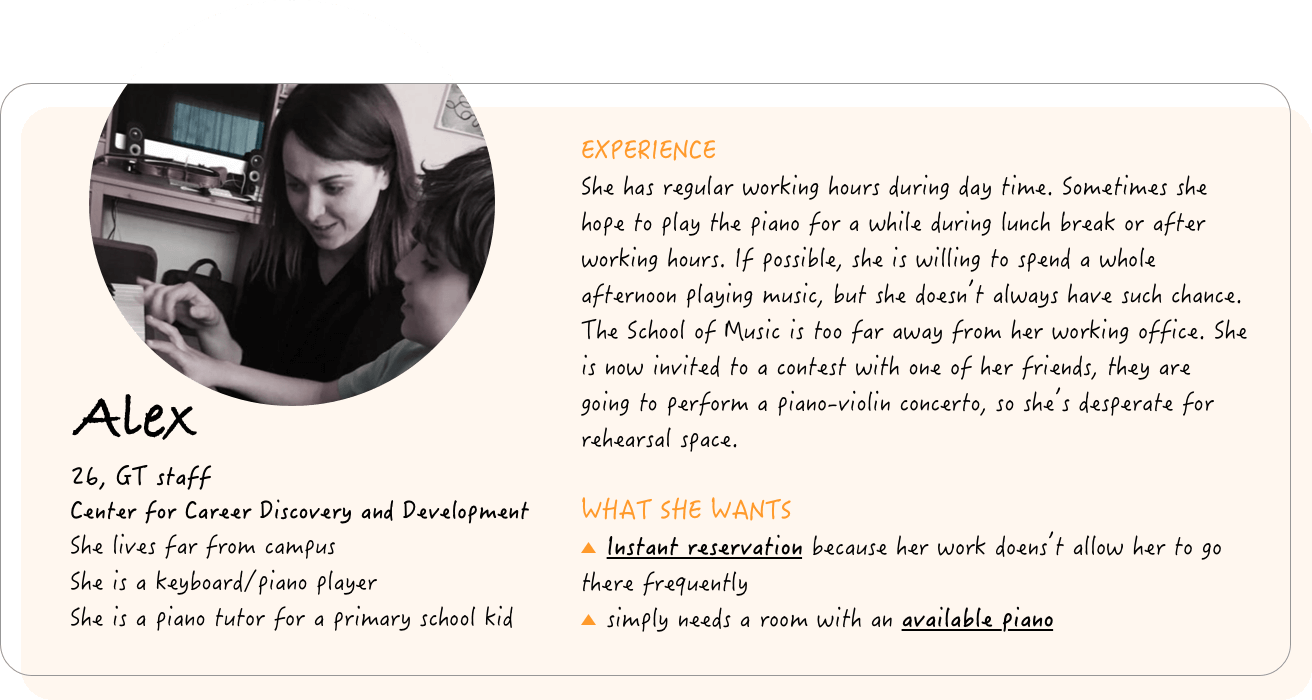 Alex
26, GT staff
Center for Career Discovery and Development
She lives far from campus
She is a keyboard/piano player
She is a piano tutor for a primary school kid
EXPERIENCE
She has regular working hours during day time. Sometimes she
hope to play the piano for a while during lunch break or after
working hours. If possible, she is willing to spend a whole
afternoon playing music, but she doesn't always have such chance.
The School of Music is too far away from her working office. She
is now invited to a contest with one of her friends, they are
going to perform a piano-violin concerto, so she's desperate for
rehearsal space.
WHAT SHE WANTS
Instant reservation because her work doens't allow her to go
there frequently
simply needs a room with an available piano